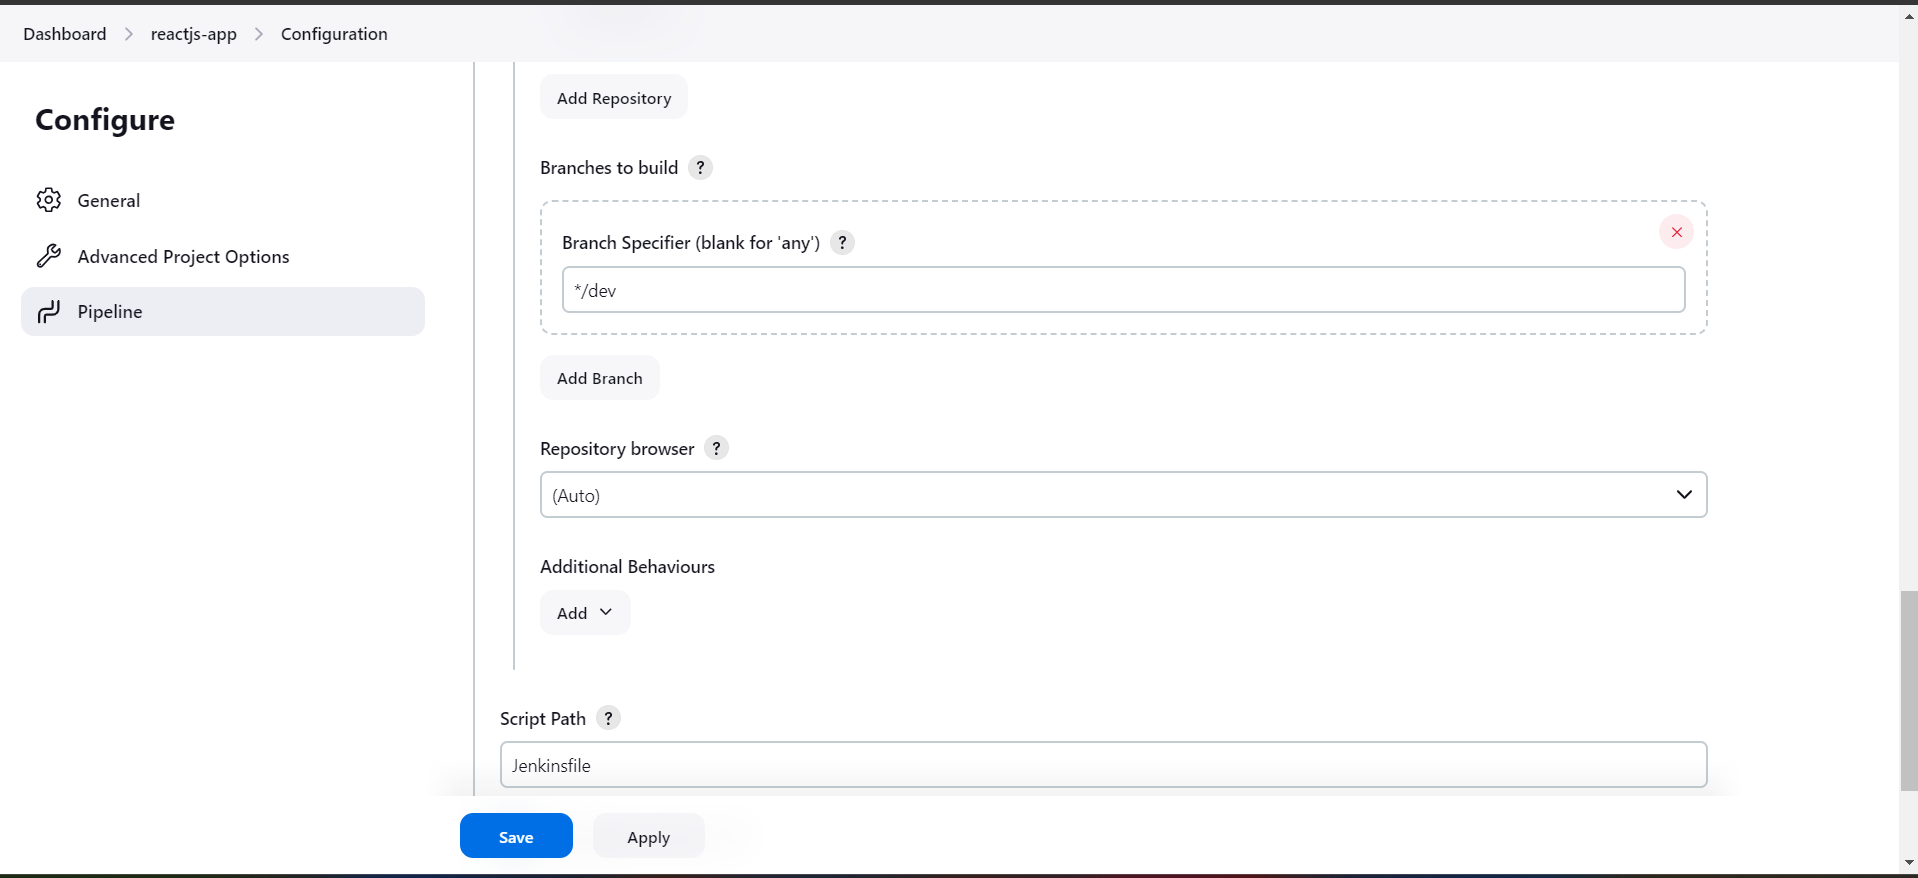 Dashboard > reactjs-app > Configuration
Configure
General
Advanced Project Options
Pipeline
Add Repository
Branches to build ?
Branch Specifier (blank for 'any') ?
*/dev
Add Branch
Repository browser ?
(Auto)
Additional Behaviours
Add
Script Path ?
Jenkinsfile
Save Apply